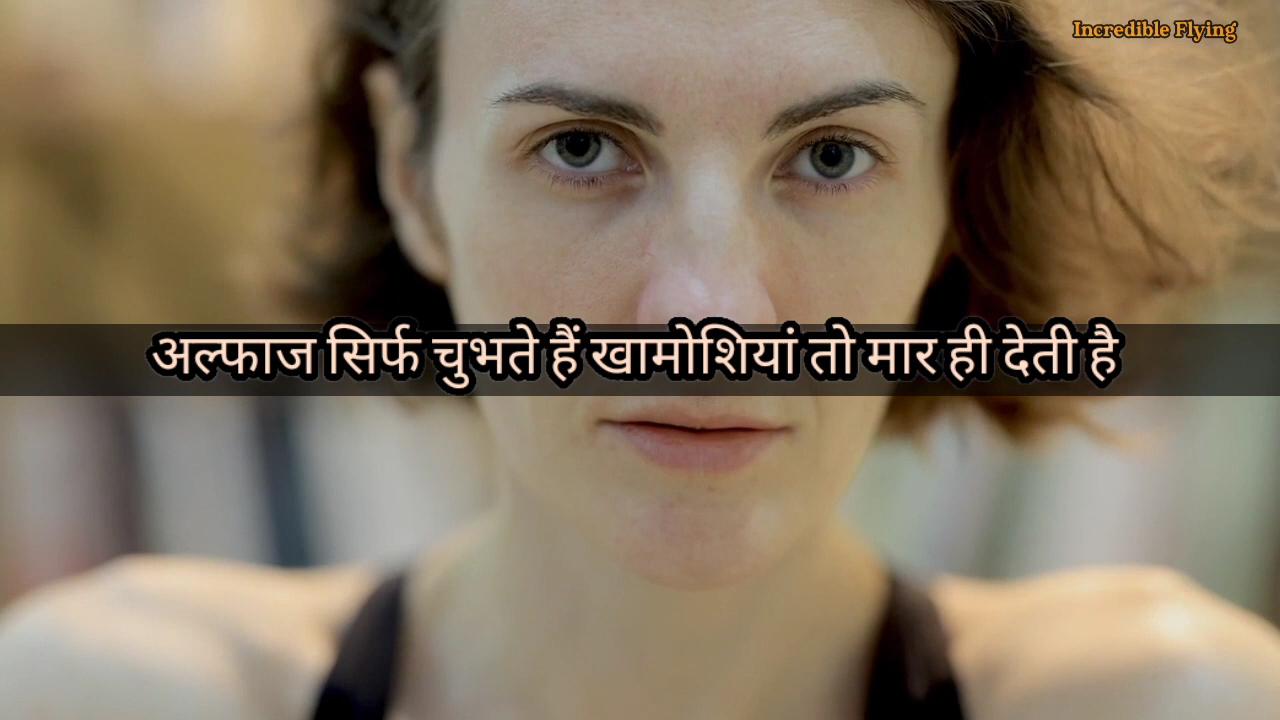 Incredible Flying
अल्फाज सिर्फ चुभते हैं खामोशियां तो मार ही देती है